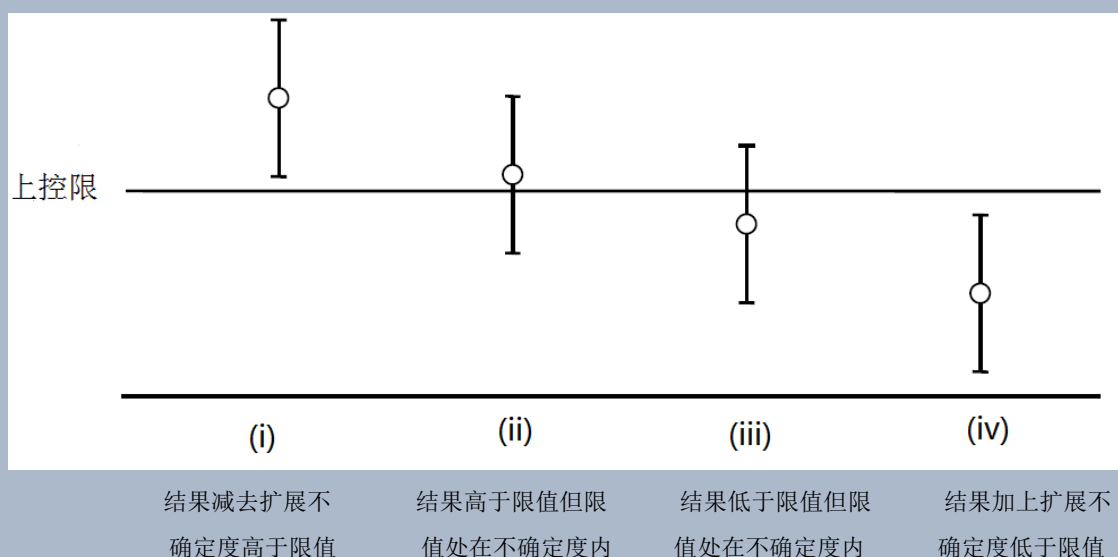 上控限
(i) (ii) (iii) (iv)
结果减去扩展不
确定度高于限值
结果高于限值但限
值处在不确定度内
结果低于限值但限
值处在不确定度内
结果加上扩展不
确定度低于限值